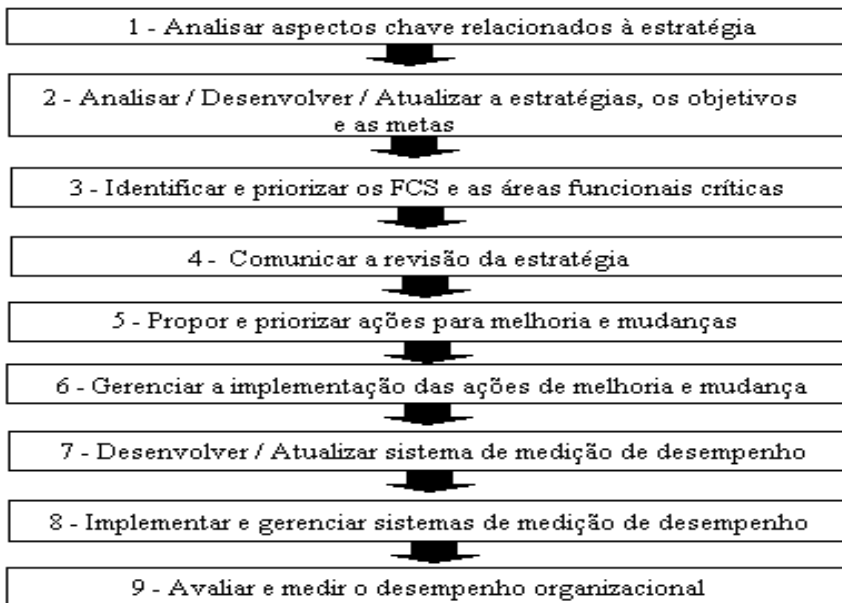 1 - Analisar aspectos chave relacionados à estratégia
2 - Analisar / Desenvolver / Atualizar a estratégias, os objetivos
e as metas
3 - Identificar e priorizar os FCS e as áreas funcionais críticas
4 - Comunicar a revisão da estratégia
5 - Propor e priorizar ações para melhoria e mudanças
6 - Gerenciar a implementação das ações de melhoria e mudança
7 - Desenvolver / Atualizar sistema de medição de desempenho
8 - Implementar e gerenciar sistemas de medição de desempenho
9 - Avaliar e medir o desempenho organizacional